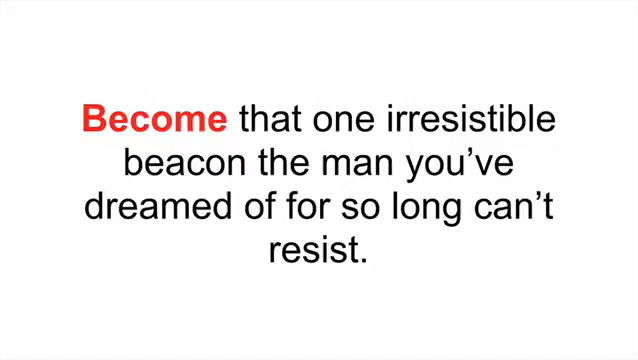 Become that one irresistible
beacon the man you’ve
dreamed of for so long can’t
resist.